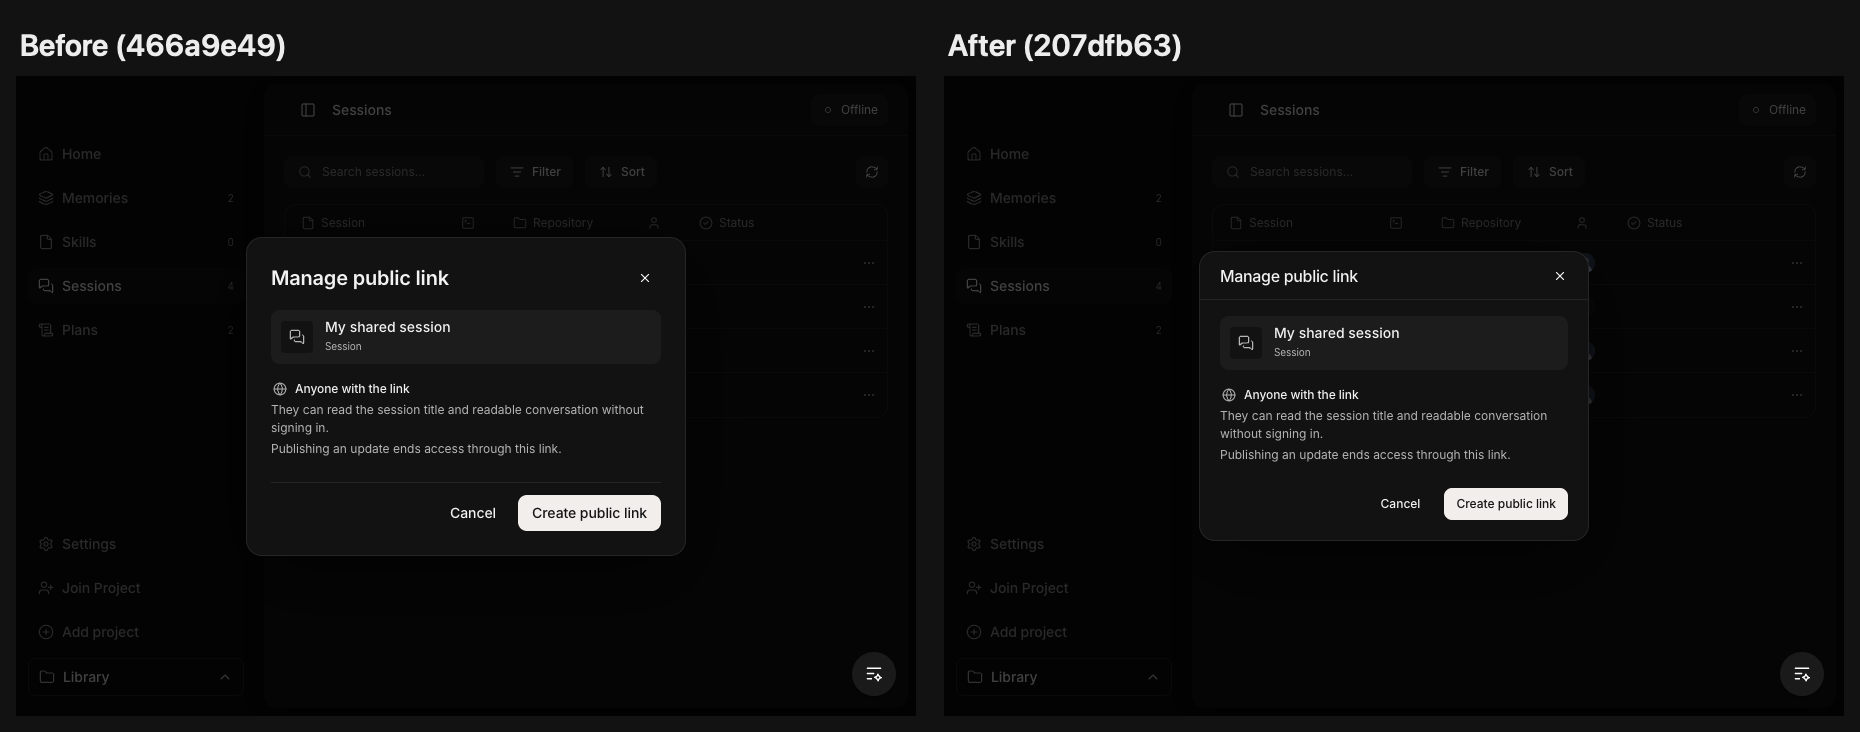 Before (466a9e49)
Sessions
Offline
Home
Search sessions...
Filter
Sort
Memories 2
Session
Repository
Status
Skills 0
Sessions 4
Plans 2
Manage public link
My shared session
Session
Anyone with the link
They can read the session title and readable conversation without
signing in.
Publishing an update ends access through this link.
Cancel
Create public link
Settings
Join Project
Add project
Library
After (207dfb63)
Sessions
Offline
Home
Search sessions...
Filter
Sort
Memories 2
Session
Repository
Status
Skills 0
Sessions 4
Plans 2
Manage public link
My shared session
Session
Anyone with the link
They can read the session title and readable conversation
without signing in.
Publishing an update ends access through this link.
Cancel
Create public link
Settings
Join Project
Add project
Library